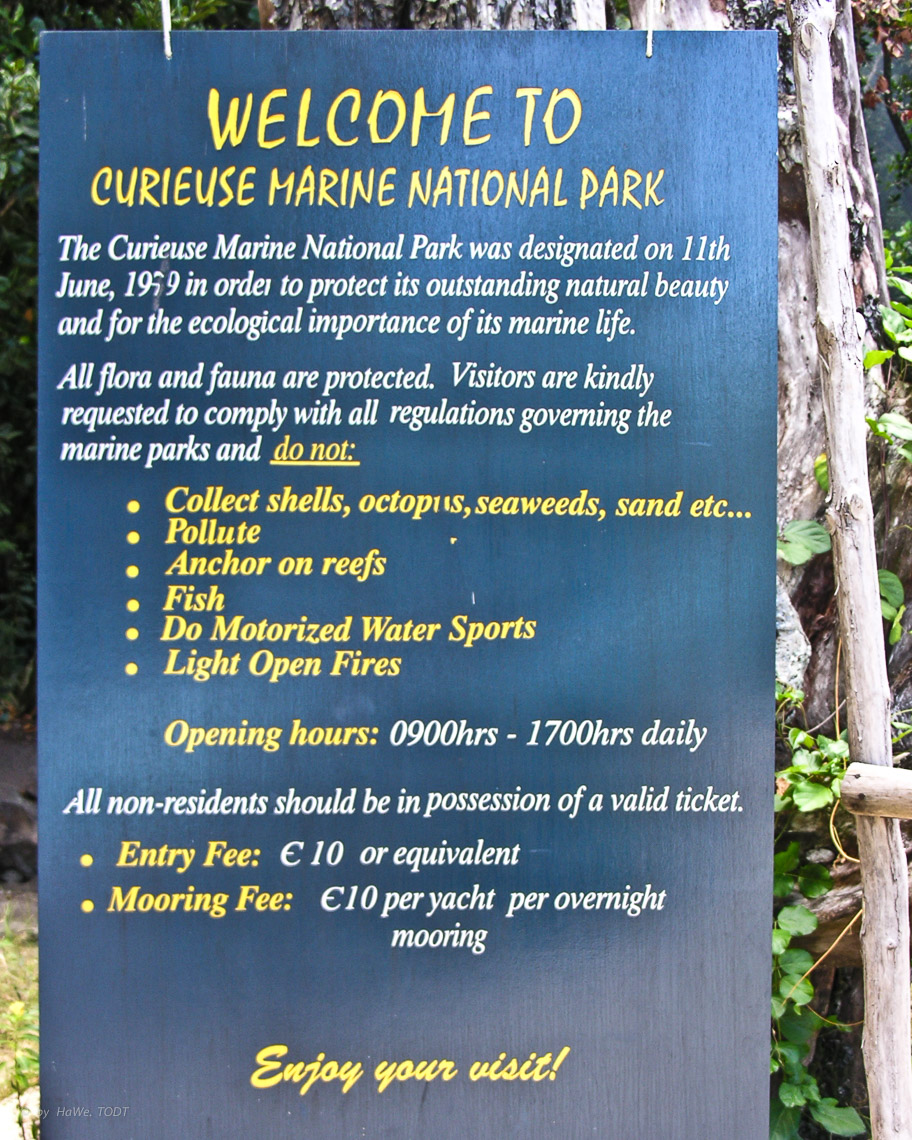 WELCOME TO
CURIEUSE MARINE NATIONAL PARK
The Curieuse Marine National Park was designated on 11th
June, 1979 in order to protect its outstanding natural beauty
and for the ecological importance of its marine life.
All flora and fauna are protected. Visitors are kindly
requested to comply with all regulations governing the
marine parks and do not:
• Collect shells, octopus, seaweeds, sand etc...
• Pollute
• Anchor on reefs
• Fish
• Do Motorized Water Sports
• Light Open Fires
Opening hours: 0900hrs - 1700hrs daily
All non-residents should be in possession of a valid ticket.
• Entry Fee: € 10 or equivalent
• Mooring Fee: €10 per yacht per overnight
mooring
Enjoy your visit!
by HaWe, TODT